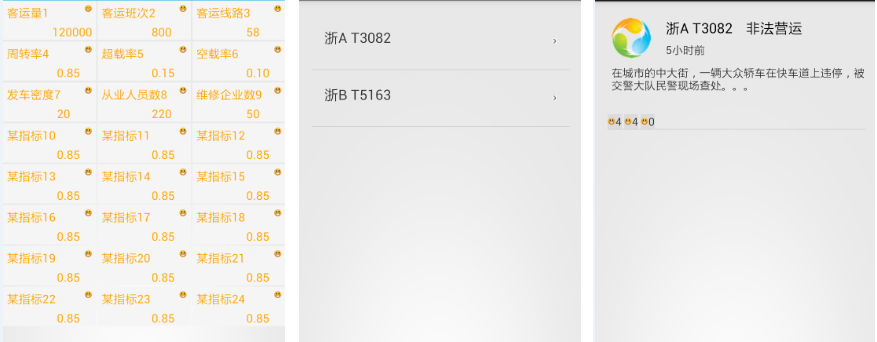 客运量1 客运班次2 客运线路3
120000 800 58
周转率4 超载率5 空载率6
0.85 0.15 0.10
发车密度7 从业人员数8 维修企业数9
20 220 50
某指标10 某指标11 某指标12
0.85 0.85 0.85
某指标13 某指标14 某指标15
0.85 0.85 0.85
某指标16 某指标17 某指标18
0.85 0.85 0.85
某指标19 某指标20 某指标21
0.85 0.85 0.85
某指标22 某指标23 某指标24
0.85 0.85 0.85
浙A T3082
浙B T5163
浙A T3082 非法营运
5小时前
在城市的中大街，一辆大众轿车在快车道上违停，被
交警大队民警现场查处。。。
4 4 0